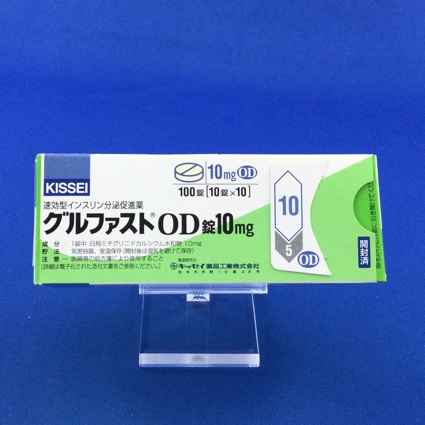 KISSEI
10mg OD
100錠[10錠×10]
速効型インスリン分泌促進薬
グルファスト® OD錠10mg
成分:1錠中 日局ミチグリニドカルシウム水和物 10mg
貯法:気密容器、室温保存(開封後は湿気を避けて保存)
注意-医師等の処方箋により使用すること
[詳細は電子化された添付文書をご参照ください。]
製造販売元
キッセイ薬品工業株式会社
10
5
OD
開封済